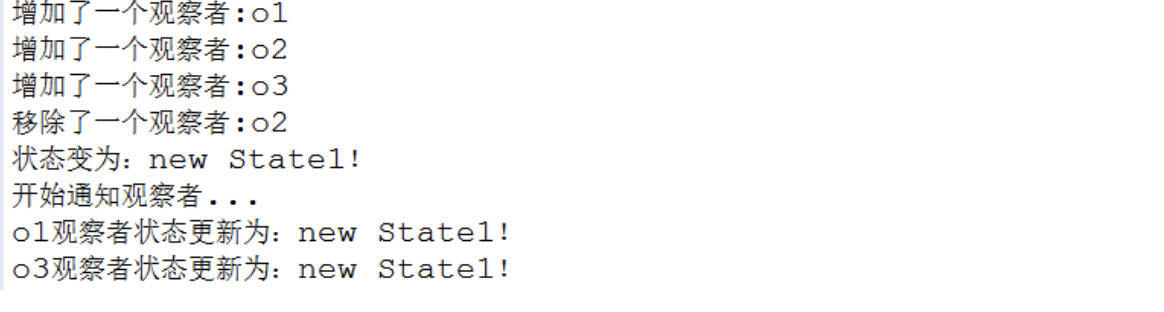 增加了一个观察者:o1
增加了一个观察者:o2
增加了一个观察者:o3
移除了一个观察者:o2
状态变为：new State1!
开始通知观察者...
o1观察者状态更新为：new State1!
o3观察者状态更新为：new State1!